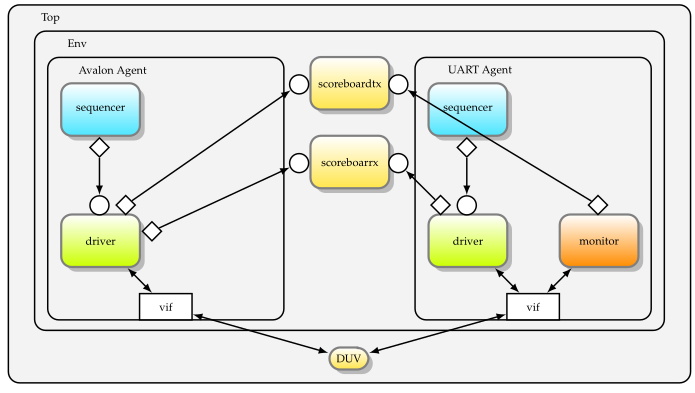 Top
Env
Avalon Agent
UART Agent
scoreboardtx
sequencer
sequencer
scoreboarrx
driver
driver
monitor
vif
vif
DUV